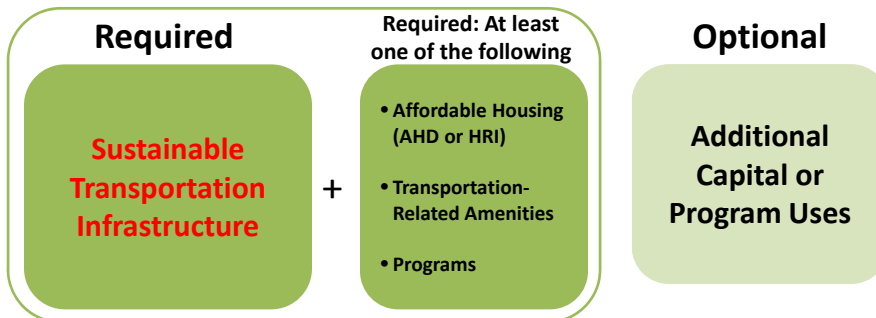 Required
Sustainable
Transportation
Infrastructure
+
Required: At least
one of the following
• Affordable Housing
(AHD or HRI)
• Transportation-
Related Amenities
• Programs
Optional
Additional
Capital or
Program Uses